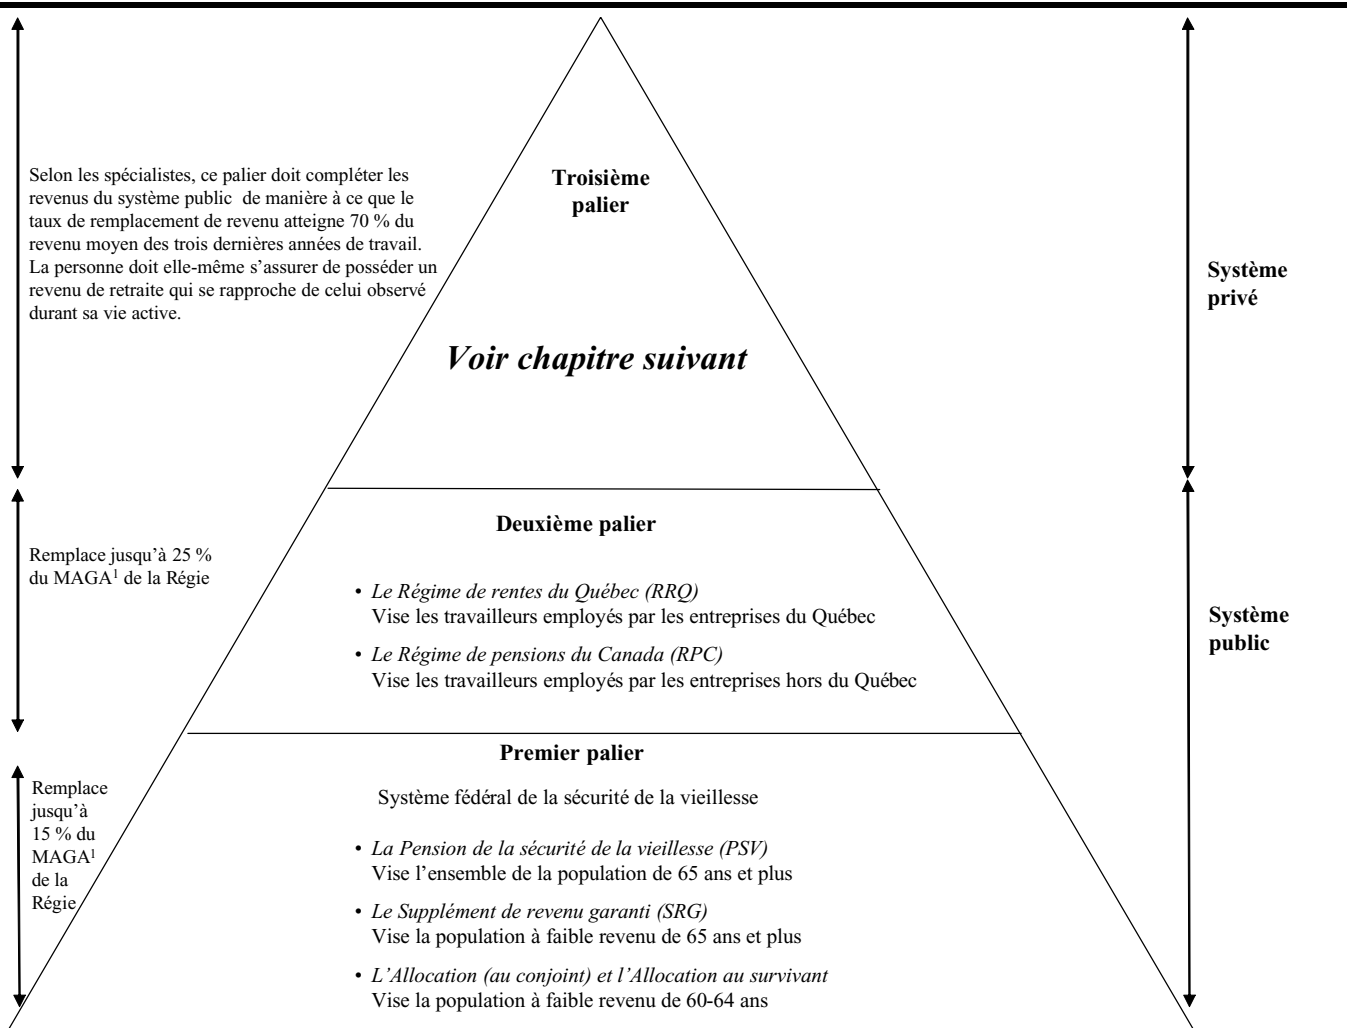 Selon les spécialistes, ce palier doit compléter les
revenus du système public de manière à ce que le
taux de remplacement de revenu atteigne 70 % du
revenu moyen des trois dernières années de travail.
La personne doit elle-même s’assurer de posséder un
revenu de retraite qui se rapproche de celui observé
durant sa vie active.
Troisième
palier
Voir chapitre suivant
Système
privé
Remplace jusqu’à 25 %
du MAGA¹ de la Régie
Deuxième palier
• Le Régime de rentes du Québec (RRQ)
Vise les travailleurs employés par les entreprises du Québec
• Le Régime de pensions du Canada (RPC)
Vise les travailleurs employés par les entreprises hors du Québec
Système
public
Remplace
jusqu’à
15 % du
MAGA¹
de la
Régie
Premier palier
Système fédéral de la sécurité de la vieillesse
• La Pension de la sécurité de la vieillesse (PSV)
Vise l’ensemble de la population de 65 ans et plus
• Le Supplément de revenu garanti (SRG)
Vise la population à faible revenu de 65 ans et plus
• L’Allocation (au conjoint) et l’Allocation au survivant
Vise la population à faible revenu de 60-64 ans